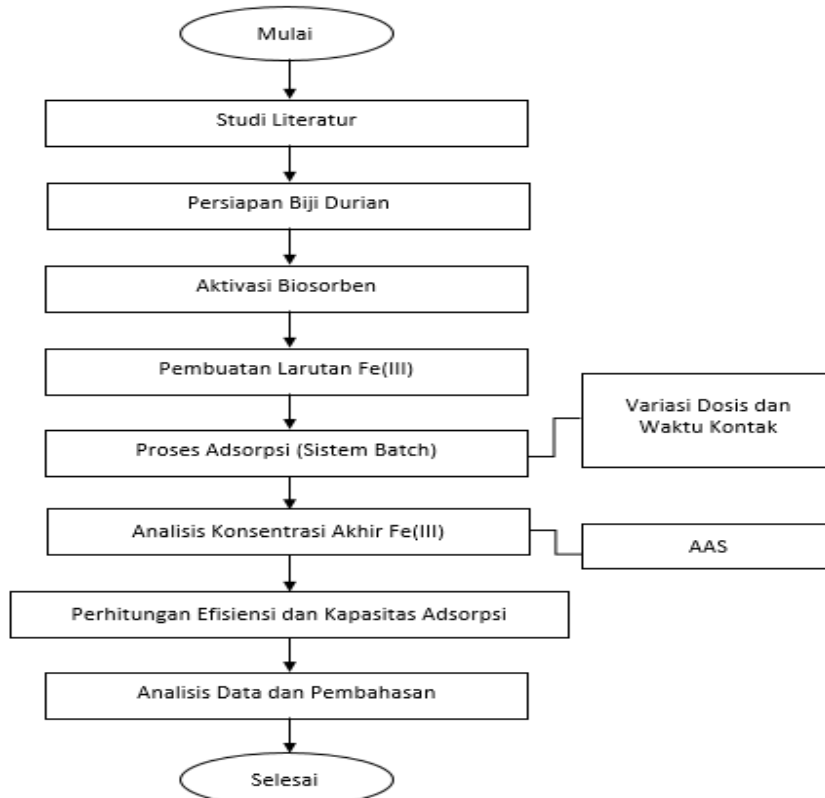 Mulai
Studi Literatur
Persiapan Biji Durian
Aktivasi Biosorben
Pembuatan Larutan Fe(III)
Variasi Dosis dan
Waktu Kontak
Proses Adsorpsi (Sistem Batch)
Analisis Konsentrasi Akhir Fe(III)
AAS
Perhitungan Efisiensi dan Kapasitas Adsorpsi
Analisis Data dan Pembahasan
Selesai